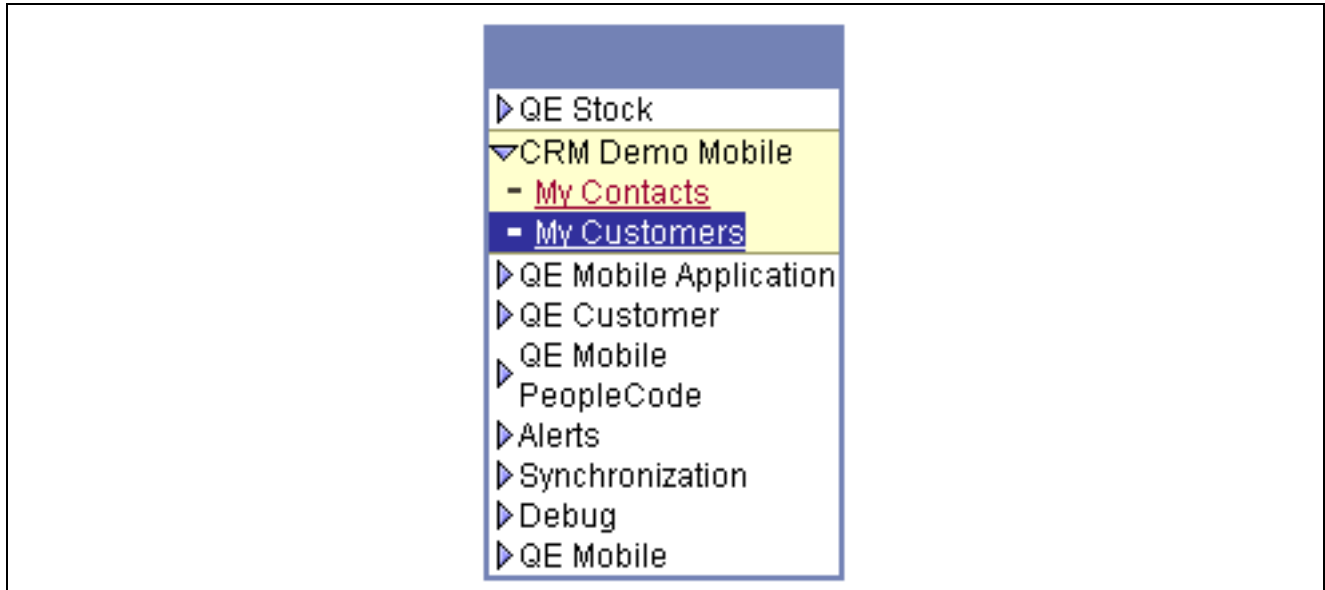 QE Stock
CRM Demo Mobile
- My Contacts
- My Customers
QE Mobile Application
QE Customer
QE Mobile
PeopleCode
Alerts
Synchronization
Debug
QE Mobile